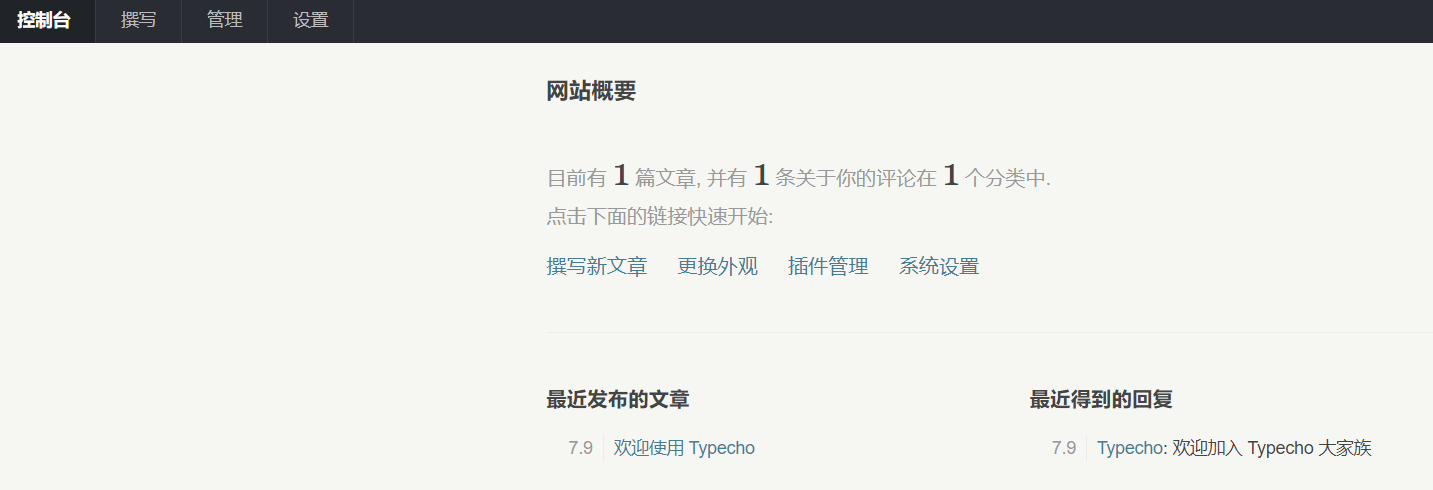 控制台 撰写 管理 设置
网站概要
目前有 1 篇文章, 并有 1 条关于你的评论在 1 个分类中.
点击下面的链接快速开始:
撰写新文章 更换外观 插件管理 系统设置
最近发布的文章
7.9 欢迎使用 Typecho
最近得到的回复
7.9 Typecho: 欢迎加入 Typecho 大家族